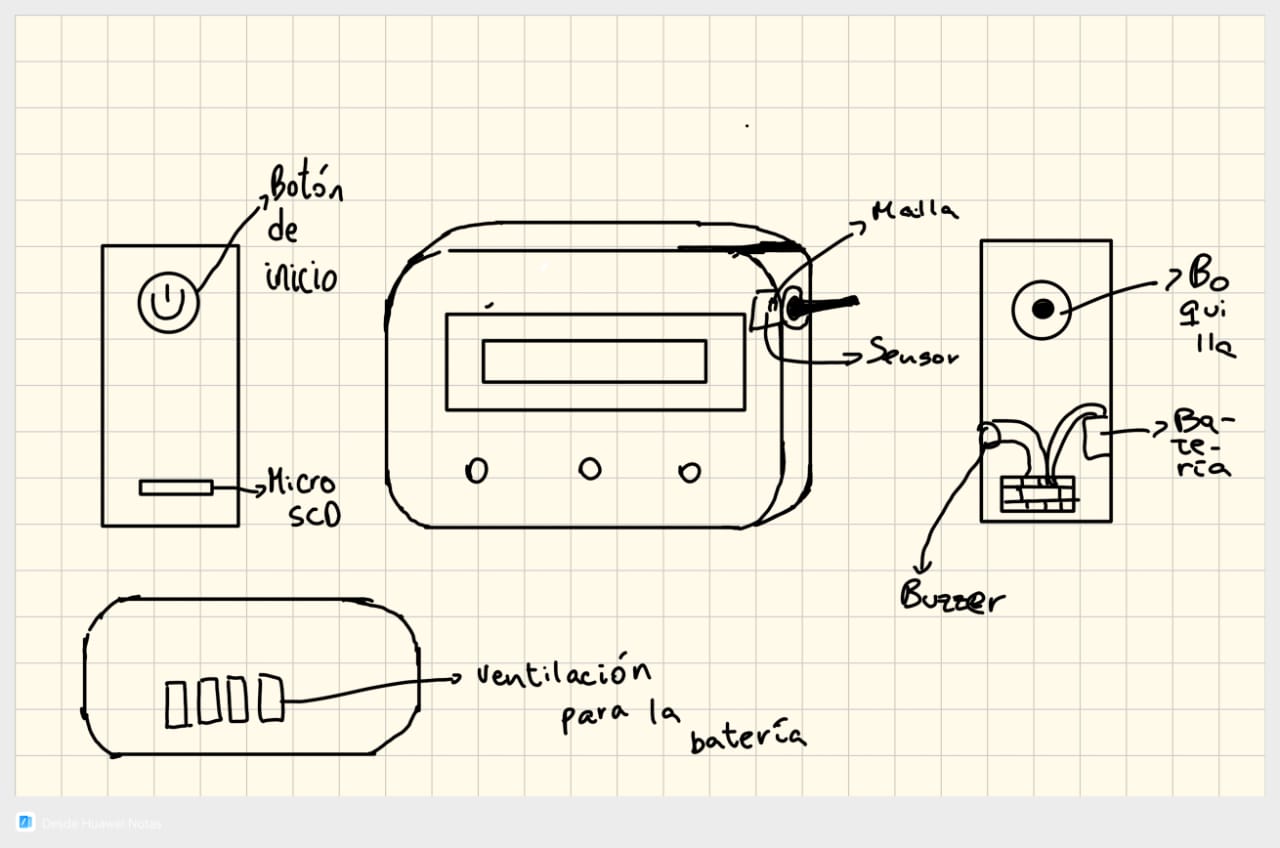 Botón
de
inicio
Micro
SCD
Malla
Sensor
Bo
qui
lla
Ba-
te-
ría
Buzzer
ventilación
para la
batería
Desde Huawei Notas